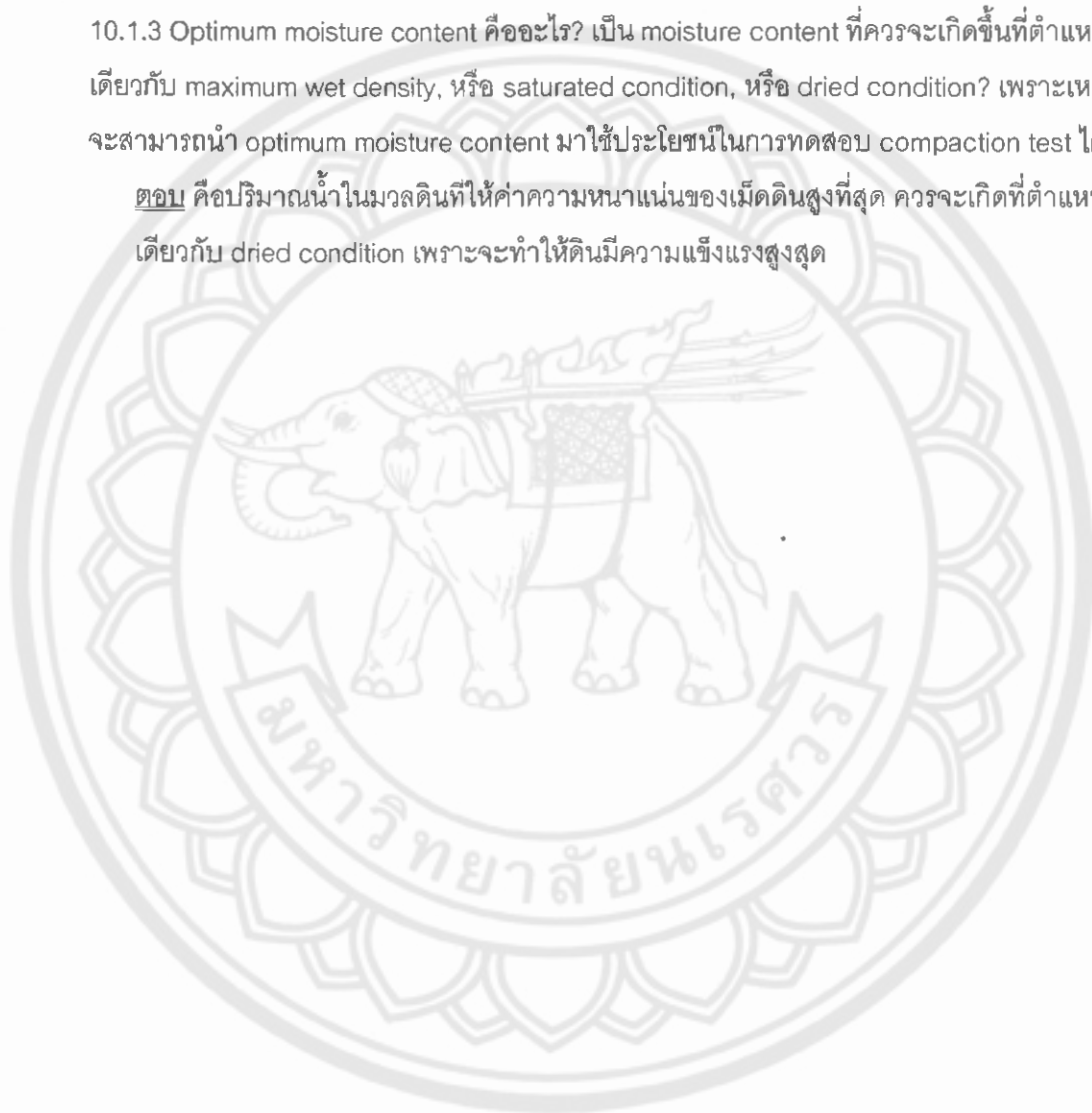 10.1.3 Optimum moisture content คืออะไร? เป็น moisture content ที่ควรจะเกิดขึ้นที่ตำแห
เดียวกับ maximum wet density, หรือ saturated condition, หรือ dried condition? เพราะเห
จะสามารถนำ optimum moisture content มาใช้ประโยชน์ในการทดสอบ compaction test
ตอบ คือปริมาณน้ำในมวลดินที่ให้ค่าความหนาแน่นของเม็ดดินสูงที่สุด ควรจะเกิดที่ตำแห
เดียวกับ dried condition เพราะจะทำให้ดินมีความแข็งแรงสูงสุด
มหาวิทยาลัยนเรศวร